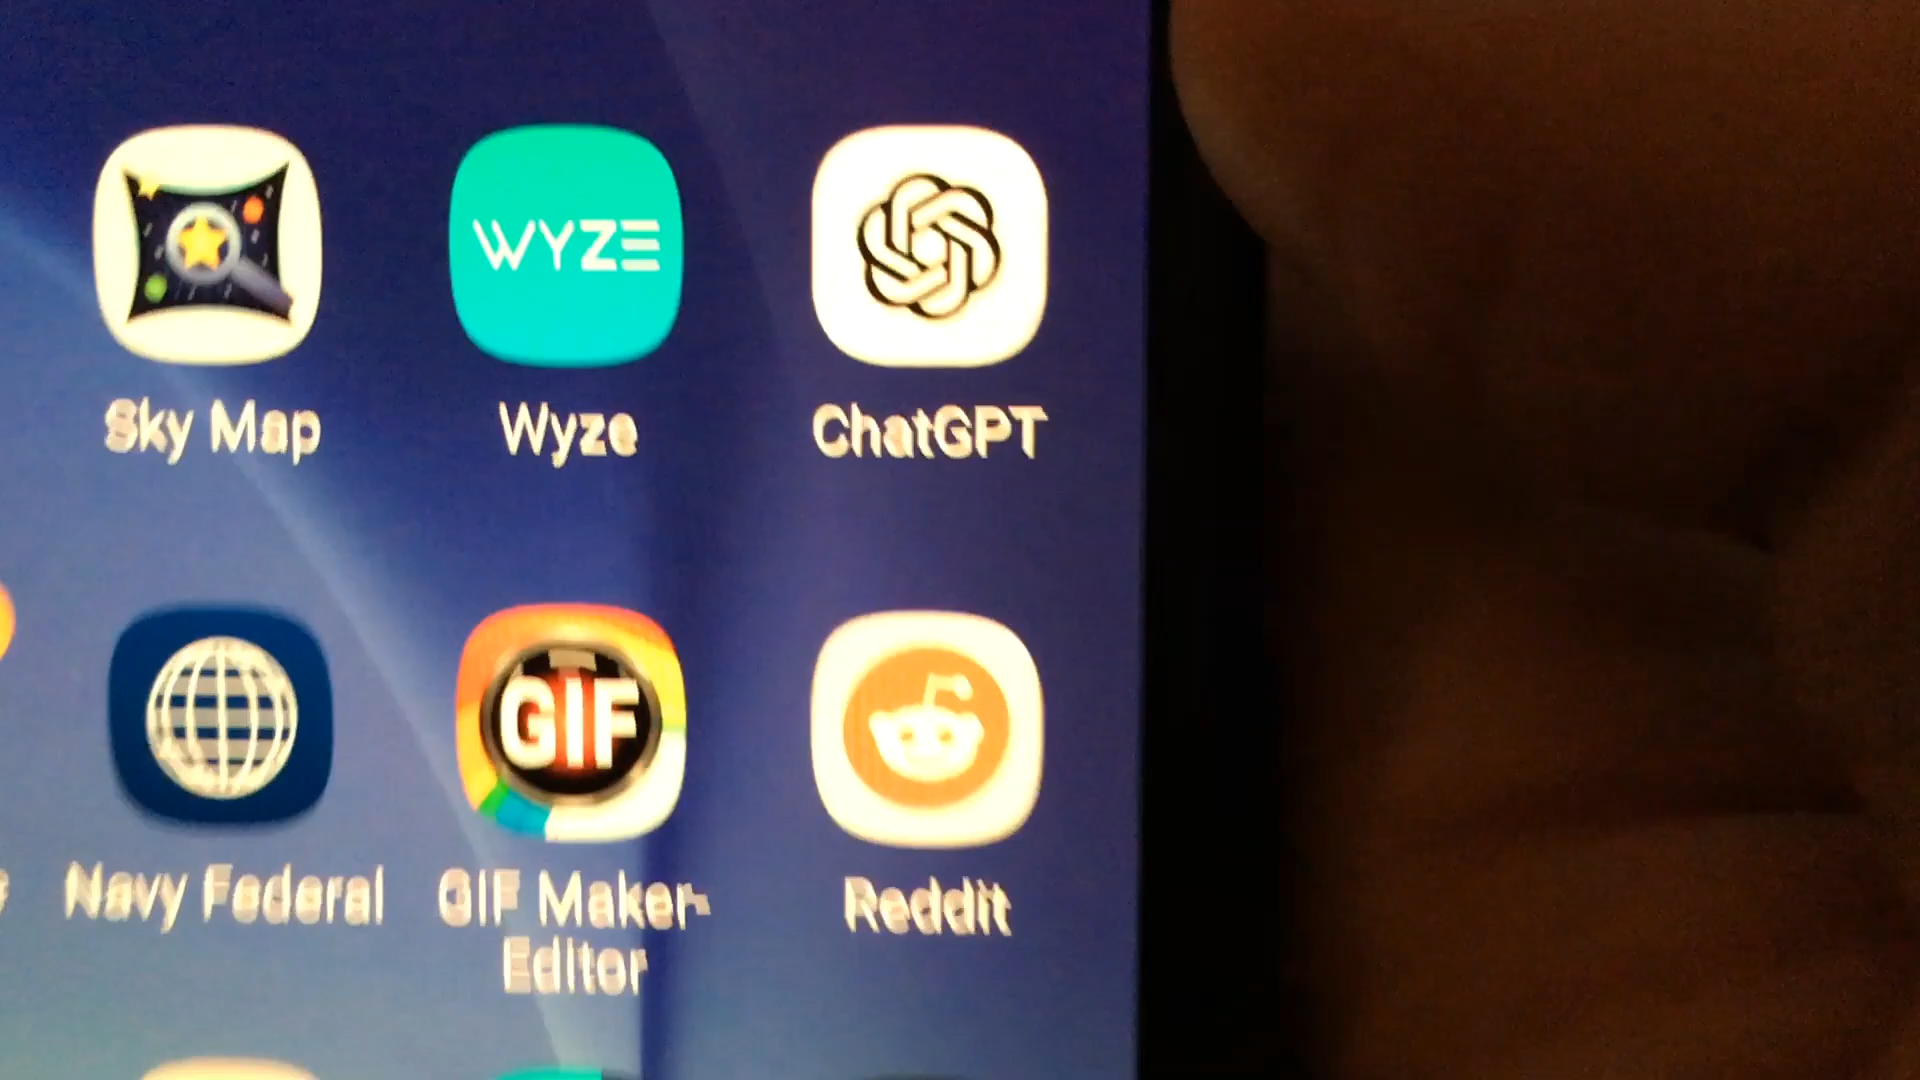 WYZE
Sky Map
Wyze
ChatGPT
GIF
Navy Federal
GIF Maker-
Editor
Reddit